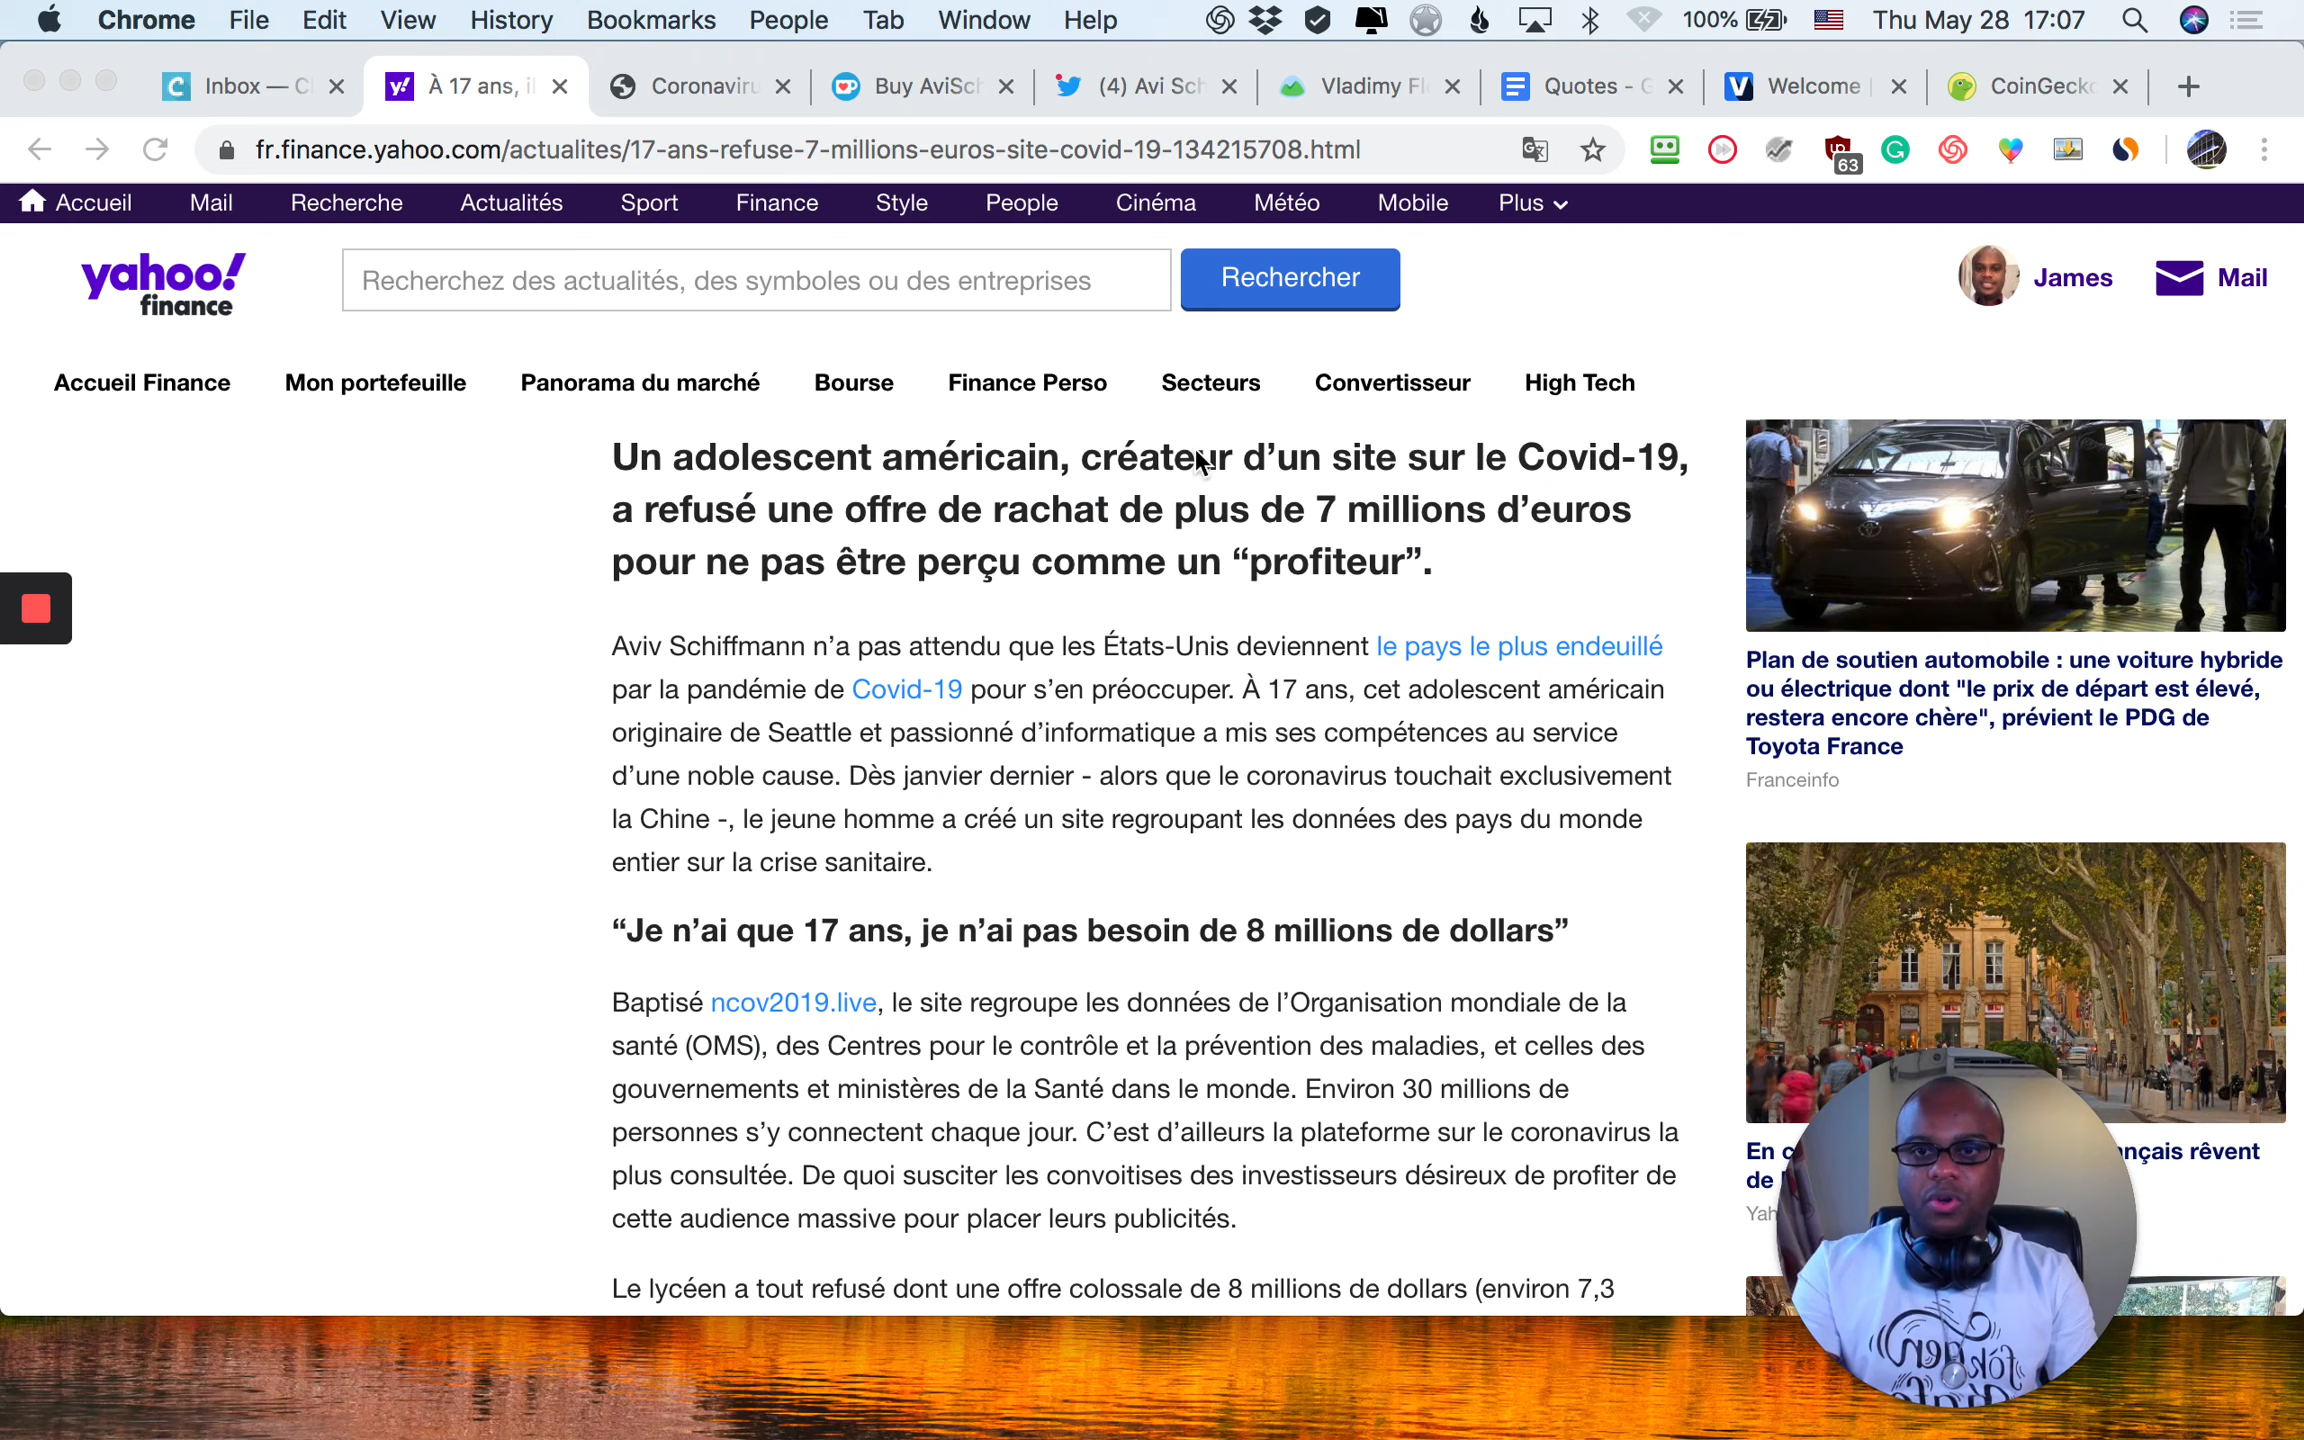 Chrome File Edit View History Bookmarks People Tab Window Help 100% Thu May 28 17:07
Inbox — C À 17 ans, il Coronaviru Buy AviSch (4) Avi Sch Vladimy Fl Quotes - G Welcome CoinGecko
fr.finance.yahoo.com/actualites/17-ans-refuse-7-millions-euros-site-covid-19-134215708.html 63
Accueil Mail Recherche Actualités Sport Finance Style People Cinéma Météo Mobile Plus
yahoo!
finance
Recherchez des actualités, des symboles ou des entreprises Rechercher James Mail
Accueil Finance Mon portefeuille Panorama du marché Bourse Finance Perso Secteurs Convertisseur High Tech
Un adolescent américain, créateur d’un site sur le Covid-19,
a refusé une offre de rachat de plus de 7 millions d’euros
pour ne pas être perçu comme un “profiteur”.
Aviv Schiffmann n’a pas attendu que les États-Unis deviennent le pays le plus endeuillé
par la pandémie de Covid-19 pour s’en préoccuper. À 17 ans, cet adolescent américain
originaire de Seattle et passionné d’informatique a mis ses compétences au service
d’une noble cause. Dès janvier dernier - alors que le coronavirus touchait exclusivement
la Chine -, le jeune homme a créé un site regroupant les données des pays du monde
entier sur la crise sanitaire.
“Je n’ai que 17 ans, je n’ai pas besoin de 8 millions de dollars”
Baptisé ncov2019.live, le site regroupe les données de l’Organisation mondiale de la
santé (OMS), des Centres pour le contrôle et la prévention des maladies, et celles des
gouvernements et ministères de la Santé dans le monde. Environ 30 millions de
personnes s’y connectent chaque jour. C’est d’ailleurs la plateforme sur le coronavirus la
plus consultée. De quoi susciter les convoitises des investisseurs désireux de profiter de
cette audience massive pour placer leurs publicités.
Le lycéen a tout refusé dont une offre colossale de 8 millions de dollars (environ 7,3
Plan de soutien automobile : une voiture hybride
ou électrique dont "le prix de départ est élevé,
restera encore chère", prévient le PDG de
Toyota France
Franceinfo
En c nçais rêvent
de
Yah